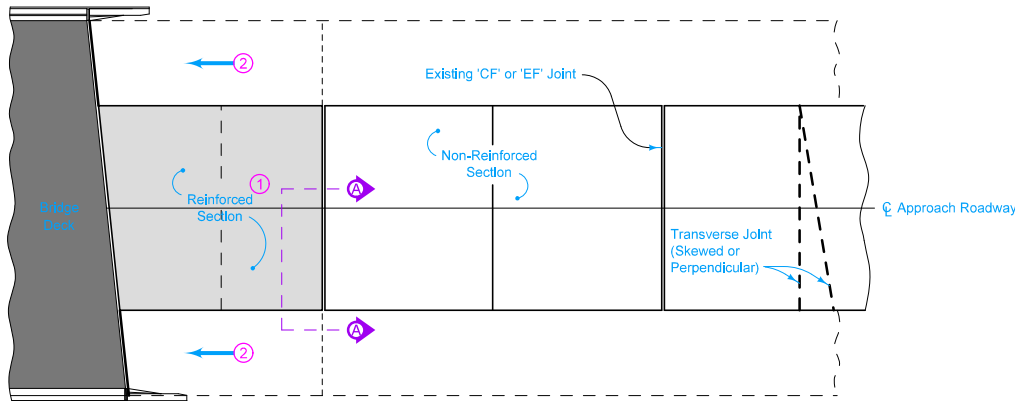 2
Existing 'CF' or 'EF' Joint
Non-Reinforced
Section
1
A
Reinforced
Section
Bridge
Deck
℄ Approach Roadway
Transverse Joint
(Skewed or
Perpendicular)
A
2